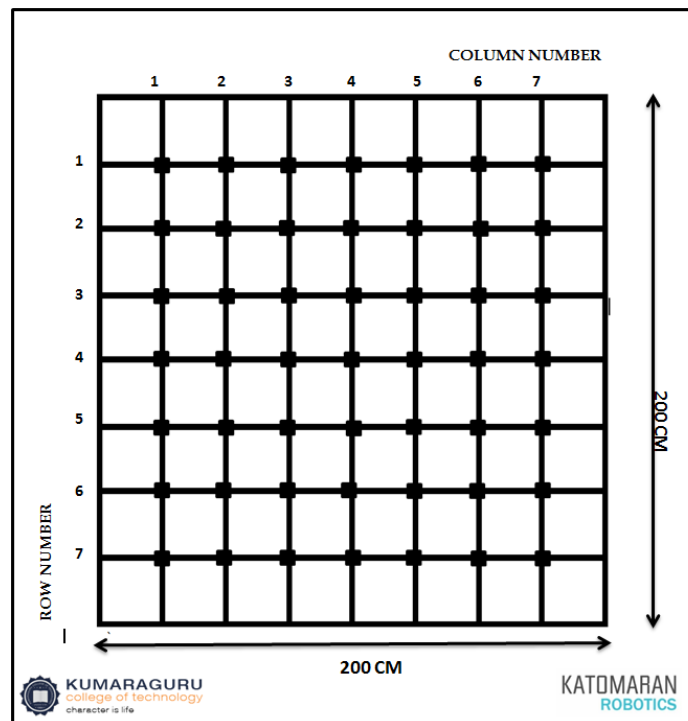 COLUMN NUMBER
1 2 3 4 5 6 7
1
2
3
4
5
6
7
ROW NUMBER
200 CM
200 CM
KUMARAGURU
college of technology
character is life
KATOMARAN
ROBOTICS